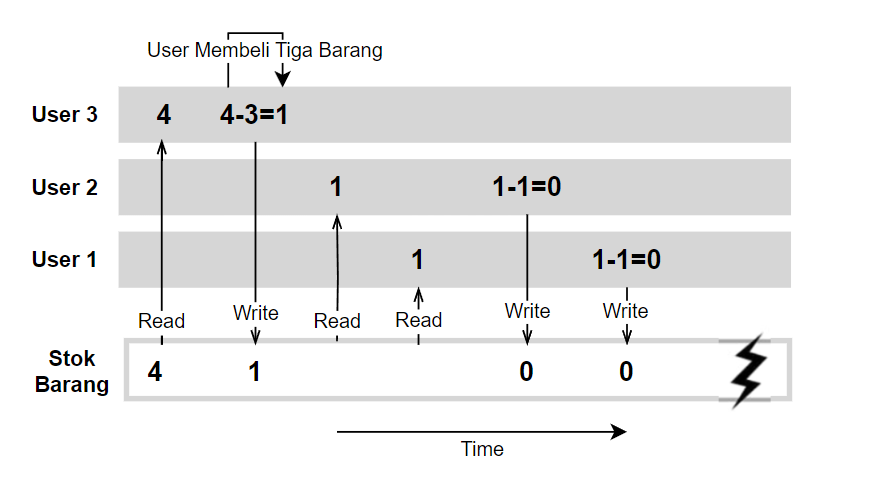 User Membeli Tiga Barang
User 3
4
4-3=1
User 2
1
1-1=0
User 1
1
1-1=0
Read
Write
Read
Read
Write
Write
Stok
Barang
4
1
0
0
Time